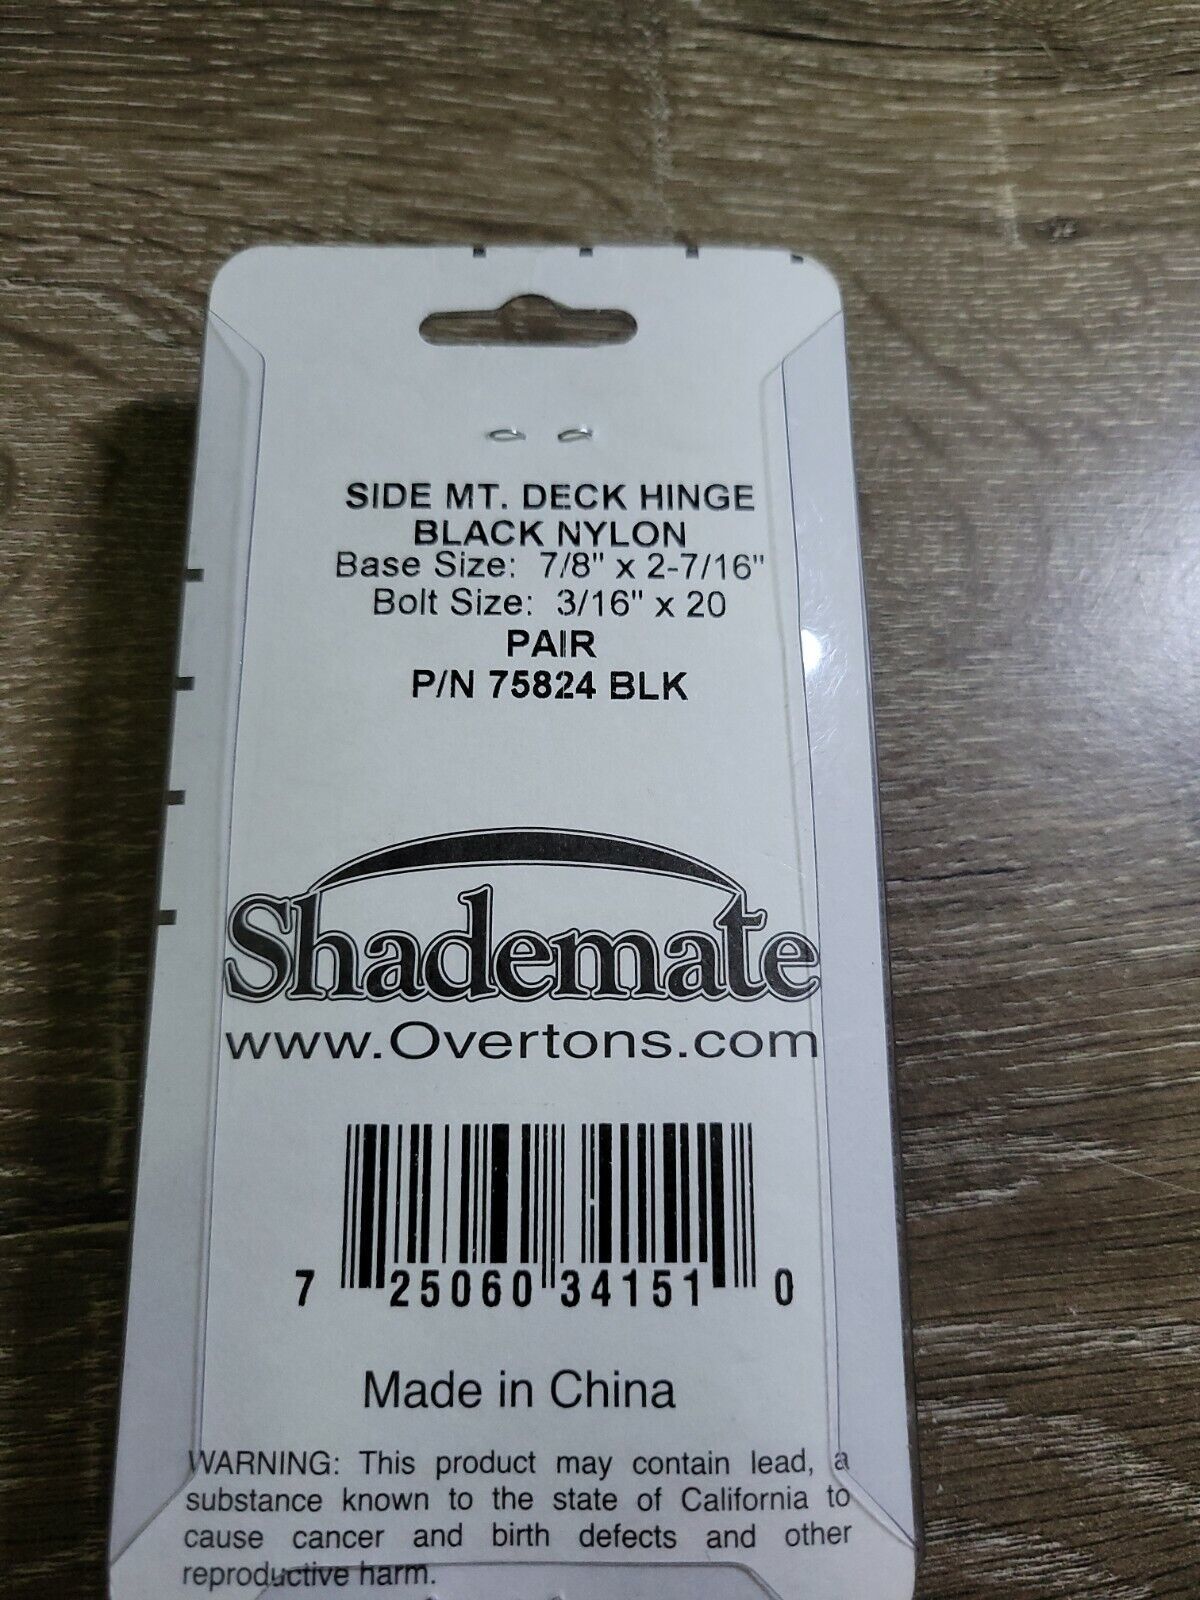 SIDE MT. DECK HINGE
BLACK NYLON
Base Size: 7/8" x 2-7/16"
Bolt Size: 3/16" x 20
PAIR
P/N 75824 BLK
Shademate
www.Overtons.com
7 25060 34151 0
Made in China
WARNING: This product may contain lead, a
substance known to the state of California to
cause cancer and birth defects and other
reproductive harm.